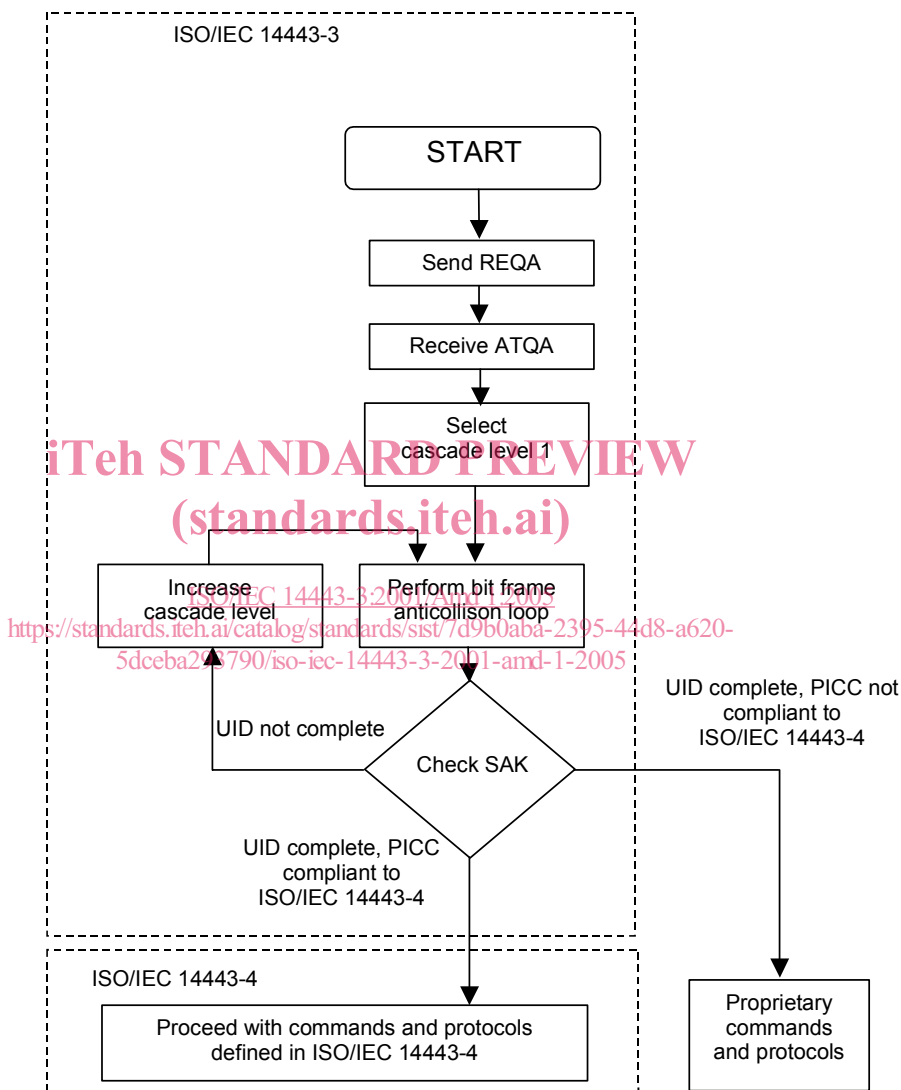 ISO/IEC 14443-3
START
Send REQA
Receive ATQA
Select
cascade level 1
iTeh STANDARD PREVIEW
(standards.iteh.ai)
Increase
cascade level
Perform bit frame
anticollison loop
ISO/IEC 14443-3:2001/Amd 1:2005
https://standards.iteh.ai/catalog/standards/sist/7d9b0aba-2395-44d8-a620-
5dceba293790/iso-iec-14443-3-2001-amd-1-2005
UID not complete
Check SAK
UID complete, PICC not
compliant to
ISO/IEC 14443-4
UID complete, PICC
compliant to
ISO/IEC 14443-4
ISO/IEC 14443-4
Proceed with commands and protocols
defined in ISO/IEC 14443-4
Proprietary
commands
and protocols